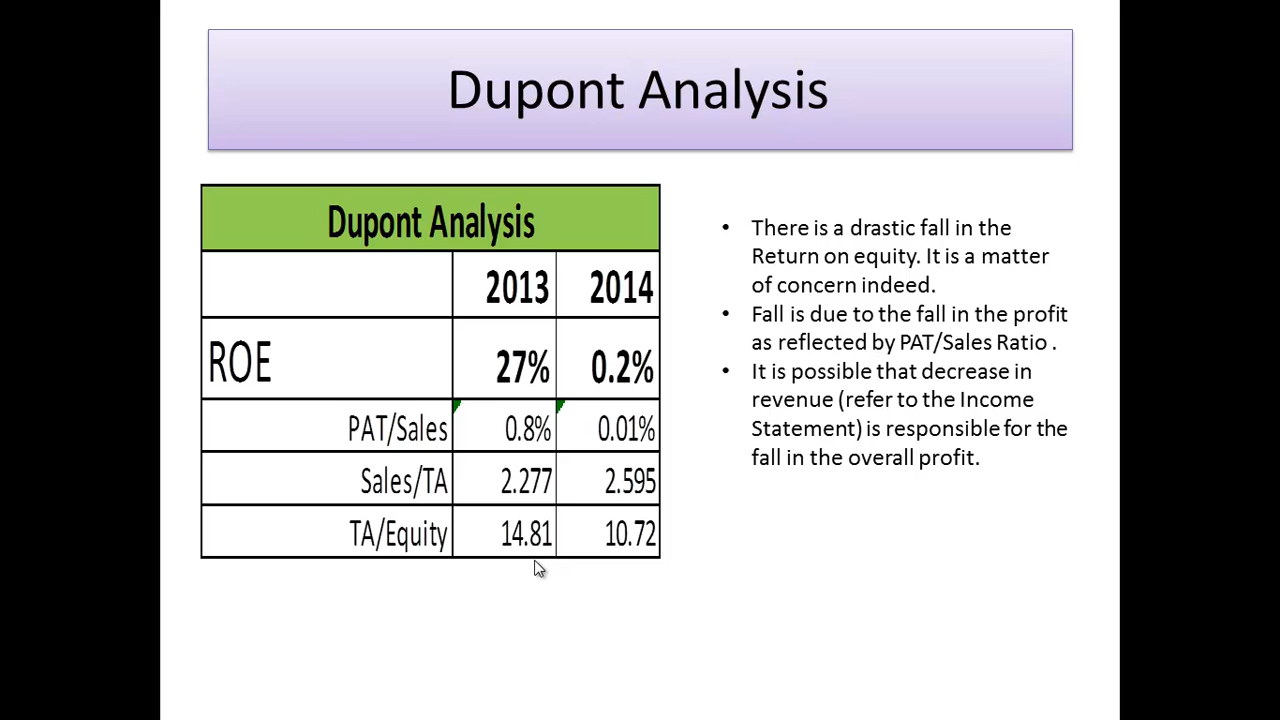 Dupont Analysis
Dupont Analysis
2013 2014
ROE 27% 0.2%
PAT/Sales 0.8% 0.01%
Sales/TA 2.277 2.595
TA/Equity 14.81 10.72
• There is a drastic fall in the
Return on equity. It is a matter
of concern indeed.
• Fall is due to the fall in the profit
as reflected by PAT/Sales Ratio .
• It is possible that decrease in
revenue (refer to the Income
Statement) is responsible for the
fall in the overall profit.